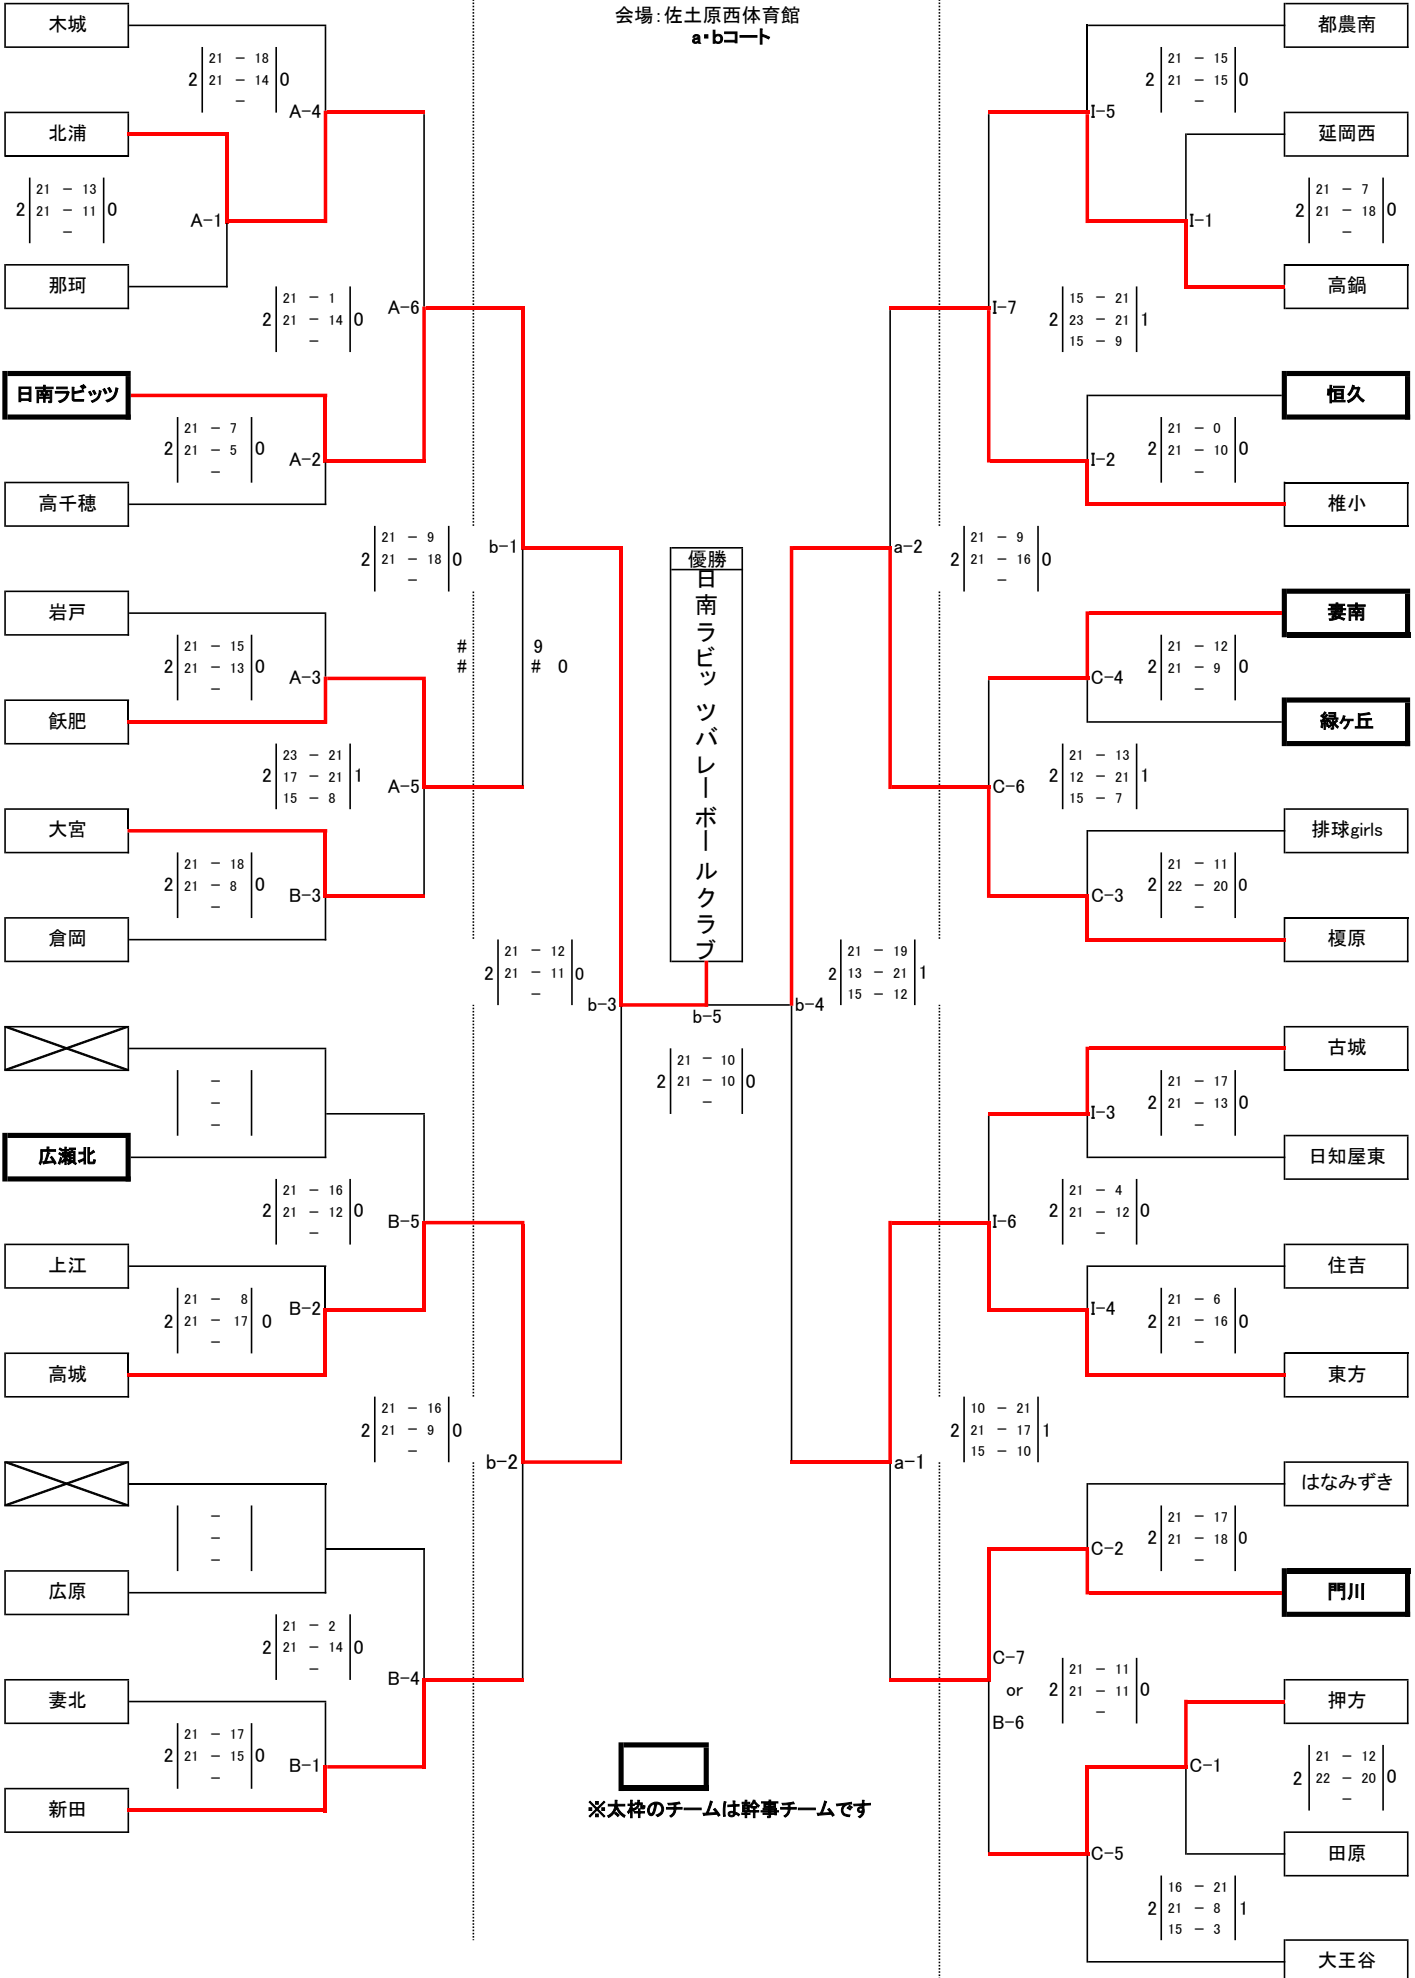 会場：佐土原西体育館
a・bコート
木城
21 － 18
2 21 － 14 0
－
A-4
北浦
21 － 13
2 21 － 11 0
－
A-1
那珂
21 － 1
2 21 － 14 0
－
A-6
日南ラビッツ
21 － 7
2 21 － 5 0
－
A-2
高千穂
21 － 9
2 21 － 18 0
－
b-1
岩戸
21 － 15
2 21 － 13 0
－
A-3
# 9
# # 0
飫肥
23 － 21
2 17 － 21 1
15 － 8
A-5
大宮
21 － 18
2 21 － 8 0
－
B-3
倉岡
21 － 12
2 21 － 11 0
－
b-3
－
－
－
広瀬北
21 － 16
2 21 － 12 0
－
B-5
上江
21 － 8
2 21 － 17 0
－
B-2
高城
21 － 16
2 21 － 9 0
－
b-2
－
－
－
広原
21 － 2
2 21 － 14 0
－
B-4
妻北
21 － 17
2 21 － 15 0
－
B-1
新田
優勝
日南ラビッツバレーボールクラブ
b-5
21 － 10
2 21 － 10 0
－
※太枠のチームは幹事チームです
都農南
21 － 15
2 21 － 15 0
－
I-5
延岡西
21 － 7
2 21 － 18 0
－
I-1
高鍋
15 － 21
2 23 － 21 1
15 － 9
I-7
恒久
21 － 0
2 21 － 10 0
－
I-2
椎小
21 － 9
2 21 － 16 0
－
a-2
妻南
21 － 12
2 21 － 9 0
－
C-4
緑ヶ丘
21 － 13
2 12 － 21 1
15 － 7
C-6
排球girls
21 － 11
2 22 － 20 0
－
C-3
榎原
21 － 19
2 13 － 21 1
15 － 12
b-4
古城
21 － 17
2 21 － 13 0
－
I-3
日知屋東
21 － 4
2 21 － 12 0
－
I-6
住吉
21 － 6
2 21 － 16 0
－
I-4
東方
10 － 21
2 21 － 17 1
15 － 10
a-1
はなみずき
21 － 17
2 21 － 18 0
－
C-2
門川
C-7
or
B-6
21 － 11
2 21 － 11 0
－
押方
21 － 12
2 22 － 20 0
－
C-1
田原
C-5
16 － 21
2 21 － 8 1
15 － 3
大王谷